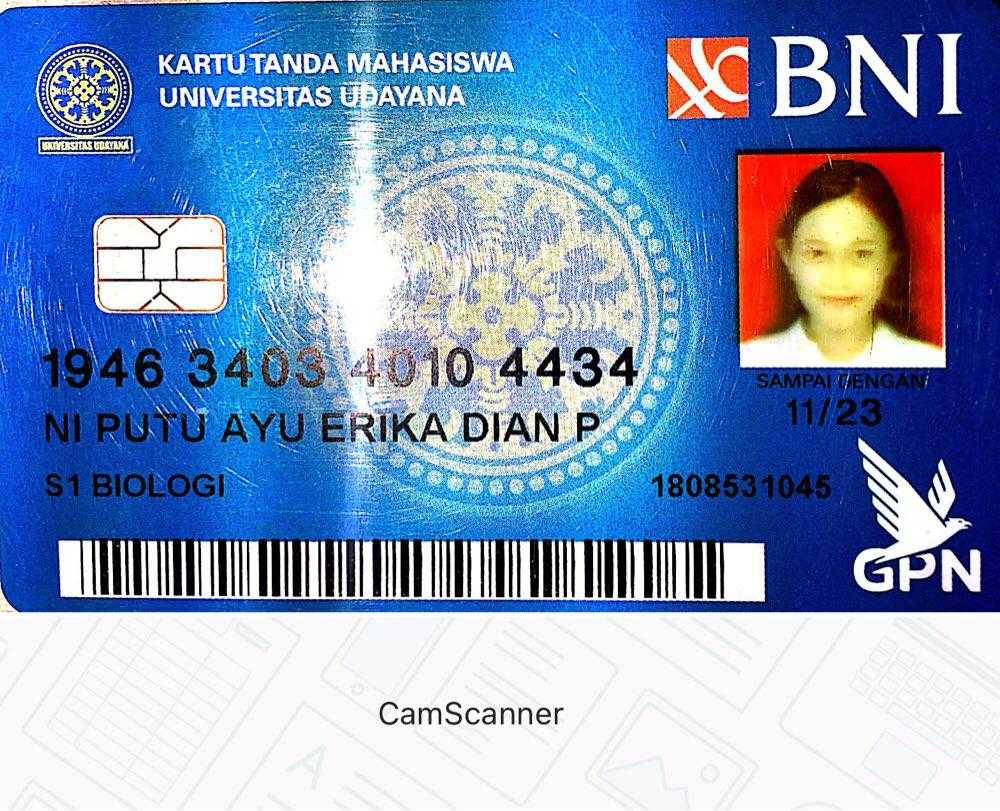 KARTU TANDA MAHASISWA
UNIVERSITAS UDAYANA
UNIVERSITAS UDAYANA
BNI
1946 3403 4010 4434
SAMPAI DENGAN
11/23
NI PUTU AYU ERIKA DIAN P
S1 BIOLOGI
1808531045
GPN
CamScanner